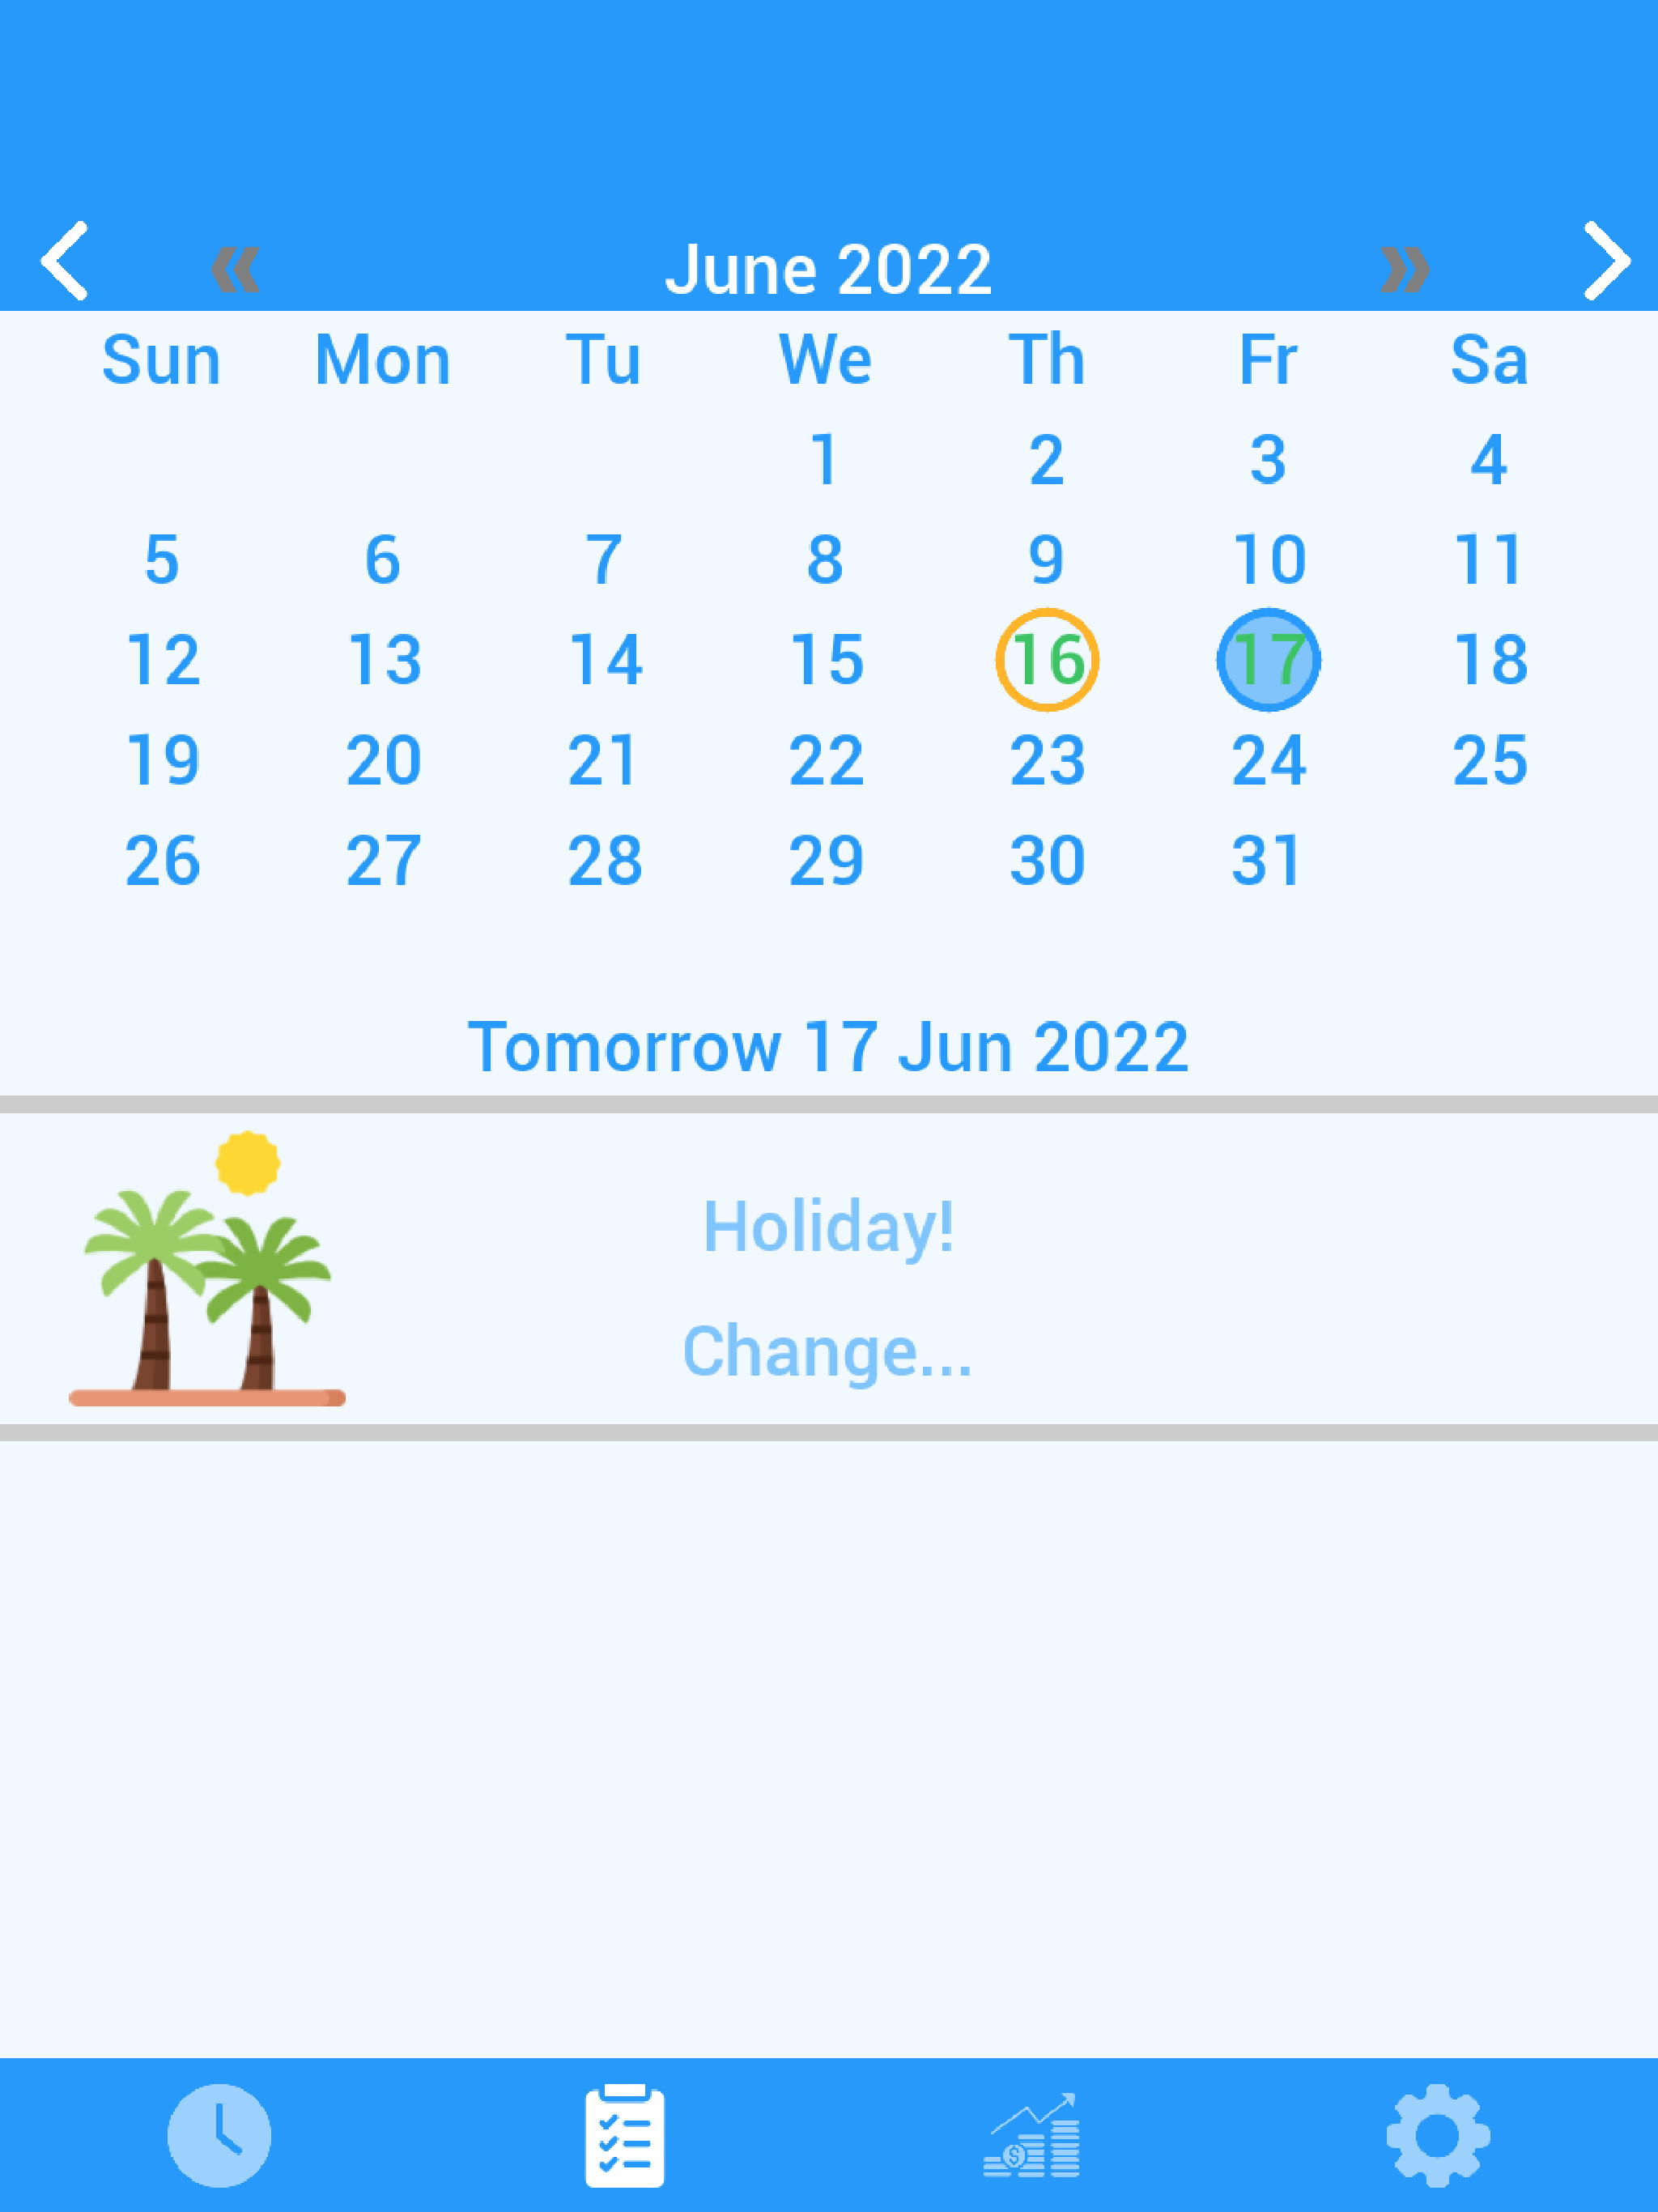 « June 2022 »
Sun Mon Tu We Th Fr Sa
1 2 3 4
5 6 7 8 9 10 11
12 13 14 15 16 17 18
19 20 21 22 23 24 25
26 27 28 29 30 31
Tomorrow 17 Jun 2022
Holiday!
Change...
$